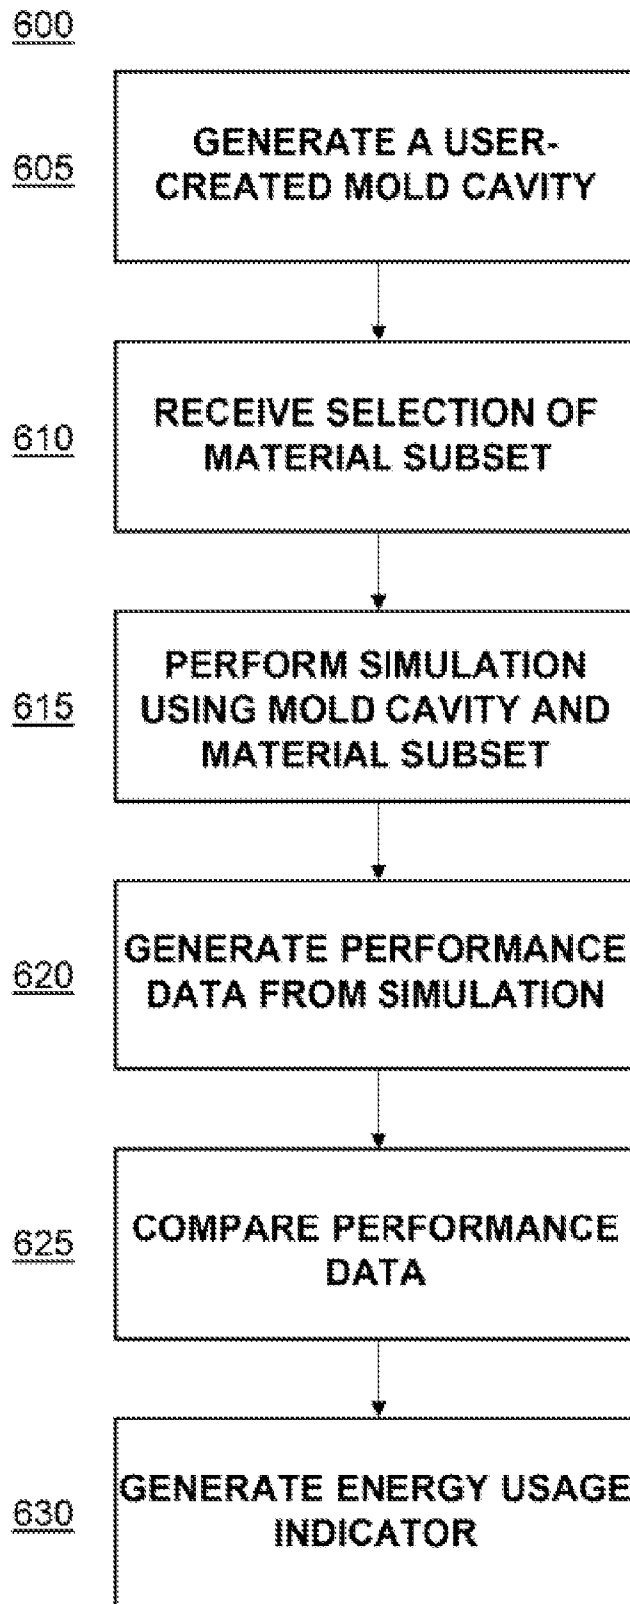 600
605
GENERATE A USER-
CREATED MOLD CAVITY
610
RECEIVE SELECTION OF
MATERIAL SUBSET
615
PERFORM SIMULATION
USING MOLD CAVITY AND
MATERIAL SUBSET
620
GENERATE PERFORMANCE
DATA FROM SIMULATION
625
COMPARE PERFORMANCE
DATA
630
GENERATE ENERGY USAGE
INDICATOR